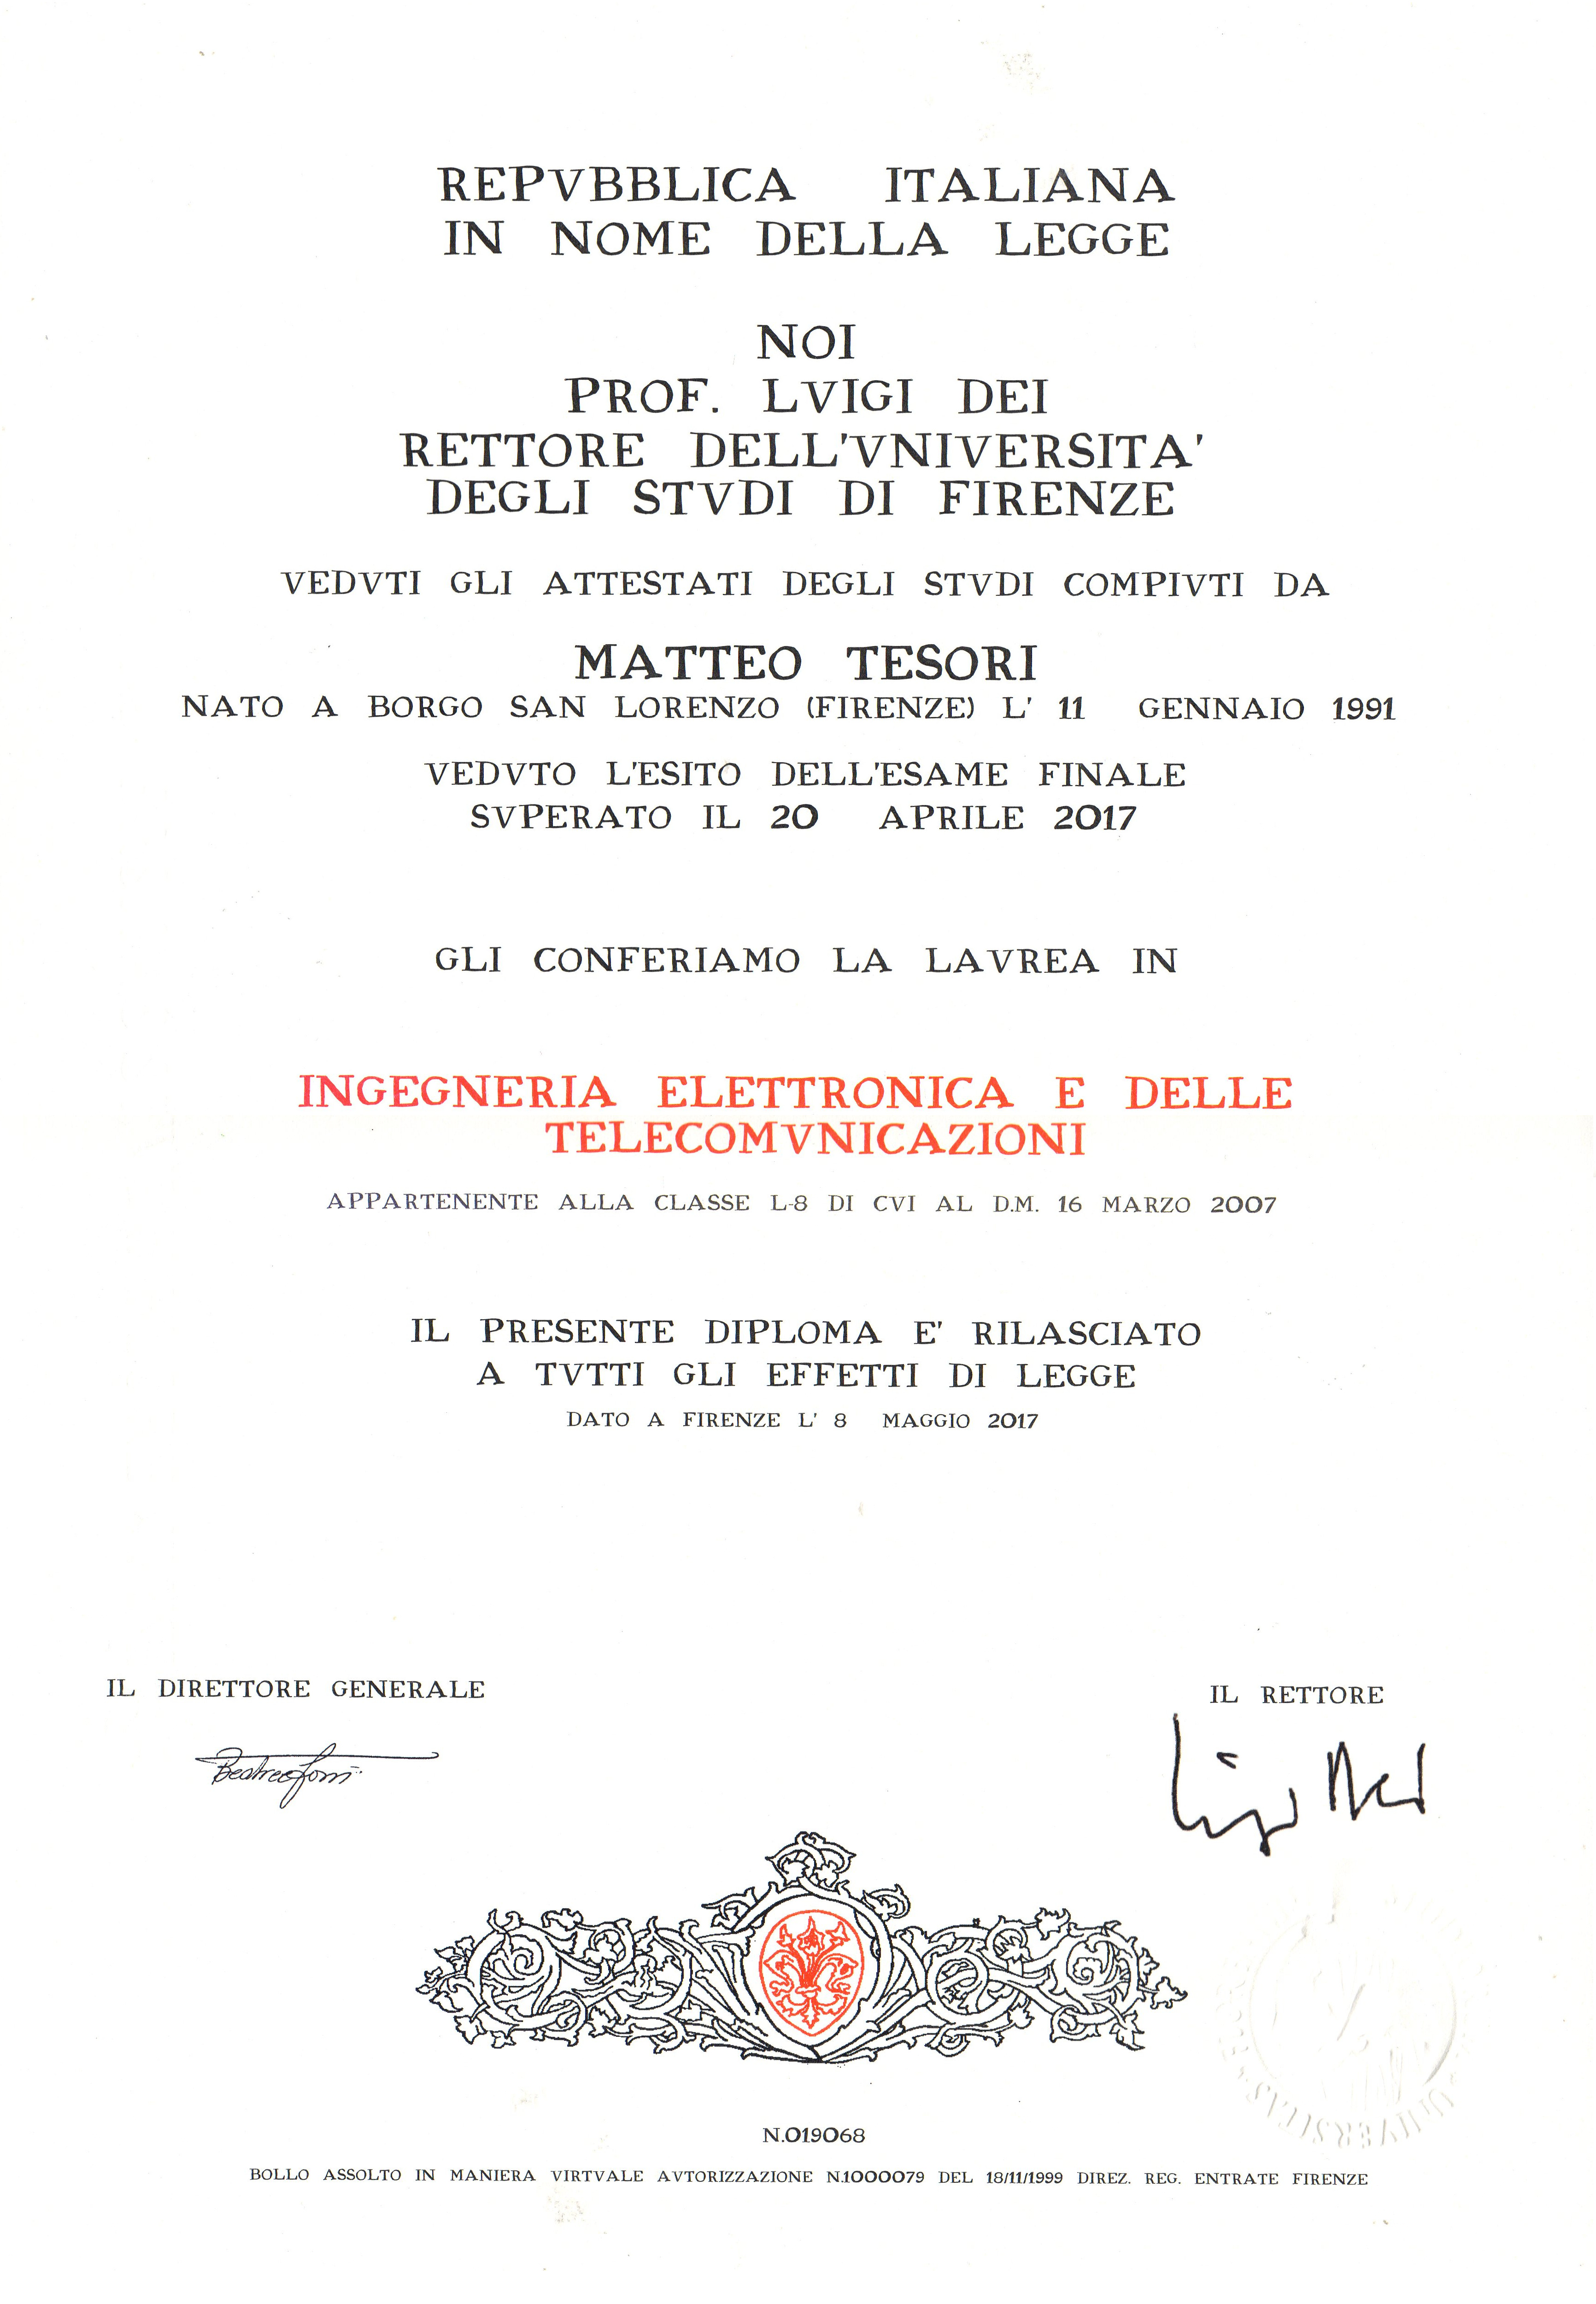 REPVBBLICA ITALIANA
IN NOME DELLA LEGGE
NOI
PROF. LVIGI DEI
RETTORE DELL'VNIVERSITA'
DEGLI STVDI DI FIRENZE
VEDVTI GLI ATTESTATI DEGLI STVDI COMPIVTI DA
MATTEO TESORI
NATO A BORGO SAN LORENZO (FIRENZE) L' 11 GENNAIO 1991
VEDVTO L'ESITO DELL'ESAME FINALE
SVPERATO IL 20 APRILE 2017
GLI CONFERIAMO LA LAVREA IN
INGEGNERIA ELETTRONICA E DELLE
TELECOMVNICAZIONI
APPARTENENTE ALLA CLASSE L-8 DI CVI AL D.M. 16 MARZO 2007
IL PRESENTE DIPLOMA E' RILASCIATO
A TVTTI GLI EFFETTI DI LEGGE
DATO A FIRENZE L' 8 MAGGIO 2017
IL DIRETTORE GENERALE
IL RETTORE
N.019068
BOLLO ASSOLTO IN MANIERA VIRTVALE AVTORIZZAZIONE N.1000079 DEL 18/11/1999 DIREZ. REG. ENTRATE FIRENZE